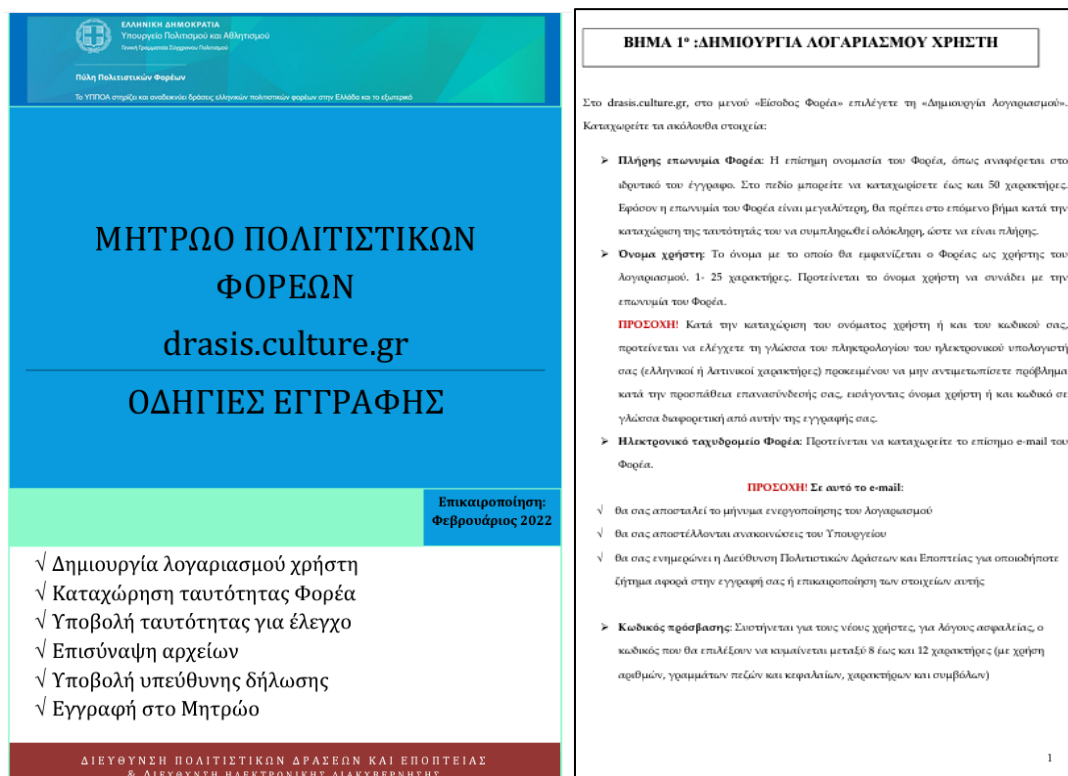 ΕΛΛΗΝΙΚΗ ΔΗΜΟΚΡΑΤΙΑ
Υπουργείο Πολιτισμού και Αθλητισμού
Γενική Γραμματεία Σύγχρονου Πολιτισμού
Πύλη Πολιτιστικών Φορέων
Το ΥΠΠΟΑ στηρίζει και αναδεικνύει δράσεις ελληνικών πολιτιστικών φορέων στην Ελλάδα και το εξωτερικό
ΜΗΤΡΩΟ ΠΟΛΙΤΙΣΤΙΚΩΝ
ΦΟΡΕΩΝ
drasis.culture.gr
ΟΔΗΓΙΕΣ ΕΓΓΡΑΦΗΣ
Επικαιροποίηση:
Φεβρουάριος 2022
√ Δημιουργία λογαριασμού χρήστη
√ Καταχώρηση ταυτότητας Φορέα
√ Υποβολή ταυτότητας για έλεγχο
√ Επισύναψη αρχείων
√ Υποβολή υπεύθυνης δήλωσης
√ Εγγραφή στο Μητρώο
ΔΙΕΥΘΥΝΣΗ ΠΟΛΙΤΙΣΤΙΚΩΝ ΔΡΑΣΕΩΝ ΚΑΙ ΕΠΟΠΤΕΙΑΣ
& ΔΙΕΥΘΥΝΣΗ ΗΛΕΚΤΡΟΝΙΚΗΣ ΔΙΑΚΥΒΕΡΝΗΣΗΣ
ΒΗΜΑ 1º :ΔΗΜΙΟΥΡΓΙΑ ΛΟΓΑΡΙΑΣΜΟΥ ΧΡΗΣΤΗ
Στο drasis.culture.gr, στο μενού «Είσοδος Φορέα» επιλέγετε τη «Δημιουργία λογαριασμού».
Καταχωρείτε τα ακόλουθα στοιχεία:
➢ Πλήρης επωνυμία Φορέα: Η επίσημη ονομασία του Φορέα, όπως αναφέρεται στο
ιδρυτικό του έγγραφο. Στο πεδίο μπορείτε να καταχωρίσετε έως και 50 χαρακτήρες.
Εφόσον η επωνυμία του Φορέα είναι μεγαλύτερη, θα πρέπει στο επόμενο βήμα κατά την
καταχώριση της ταυτότητάς του να συμπληρωθεί ολόκληρη, ώστε να είναι πλήρης.
➢ Όνομα χρήστη: Το όνομα με το οποίο θα εμφανίζεται ο Φορέας ως χρήστης του
λογαριασμού. 1- 25 χαρακτήρες. Προτείνεται το όνομα χρήστη να συνάδει με την
επωνυμία του Φορέα.
ΠΡΟΣΟΧΗ! Κατά την καταχώριση του ονόματος χρήστη ή και του κωδικού σας,
προτείνεται να ελέγχετε τη γλώσσα του πληκτρολογίου του ηλεκτρονικού υπολογιστή
σας (ελληνικοί ή λατινικοί χαρακτήρες) προκειμένου να μην αντιμετωπίσετε πρόβλημα
κατά την προσπάθεια επανασύνδεσής σας, εισάγοντας όνομα χρήστη ή και κωδικό σε
γλώσσα διαφορετική από αυτήν της εγγραφής σας.
➢ Ηλεκτρονικό ταχυδρομείο Φορέα: Προτείνεται να καταχωρείτε το επίσημο e-mail του
Φορέα.
ΠΡΟΣΟΧΗ! Σε αυτό το e-mail:
√ θα σας αποσταλεί το μήνυμα ενεργοποίησης του λογαριασμού
√ θα σας αποστέλλονται ανακοινώσεις του Υπουργείου
√ θα σας ενημερώνει η Διεύθυνση Πολιτιστικών Δράσεων και Εποπτείας για οποιοδήποτε
ζήτημα αφορά στην εγγραφή σας ή επικαιροποίηση των στοιχείων αυτής
➢ Κωδικός πρόσβασης: Συστήνεται για τους νέους χρήστες, για λόγους ασφαλείας, ο
κωδικός που θα επιλέξουν να κυμαίνεται μεταξύ 8 έως και 12 χαρακτήρες (με χρήση
αριθμών, γραμμάτων πεζών και κεφαλαίων, χαρακτήρων και συμβόλων)
1